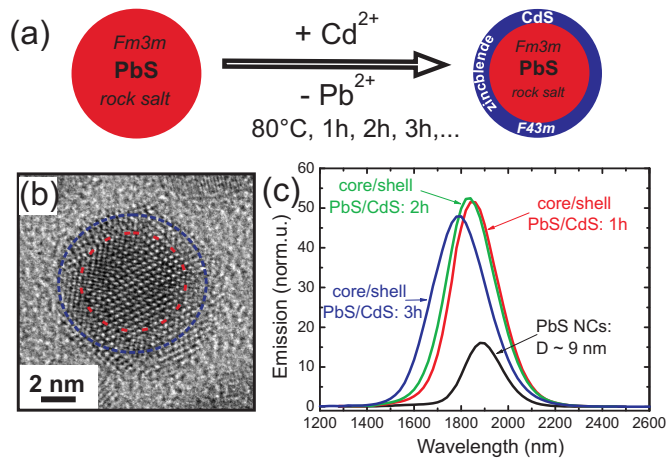 (a)
Fm3m
PbS
rock salt
+ Cd²⁺
- Pb²⁺
80°C, 1h, 2h, 3h,...
CdS
zincblende
Fm3m
PbS
rock salt
F43m
(b)
2 nm
(c)
60
50
40
30
20
10
0
Emission (norm.u.)
core/shell
PbS/CdS: 2h
core/shell
PbS/CdS: 1h
core/shell
PbS/CdS: 3h
PbS NCs:
D ~ 9 nm
1200 1400 1600 1800 2000 2200 2400 2600
Wavelength (nm)